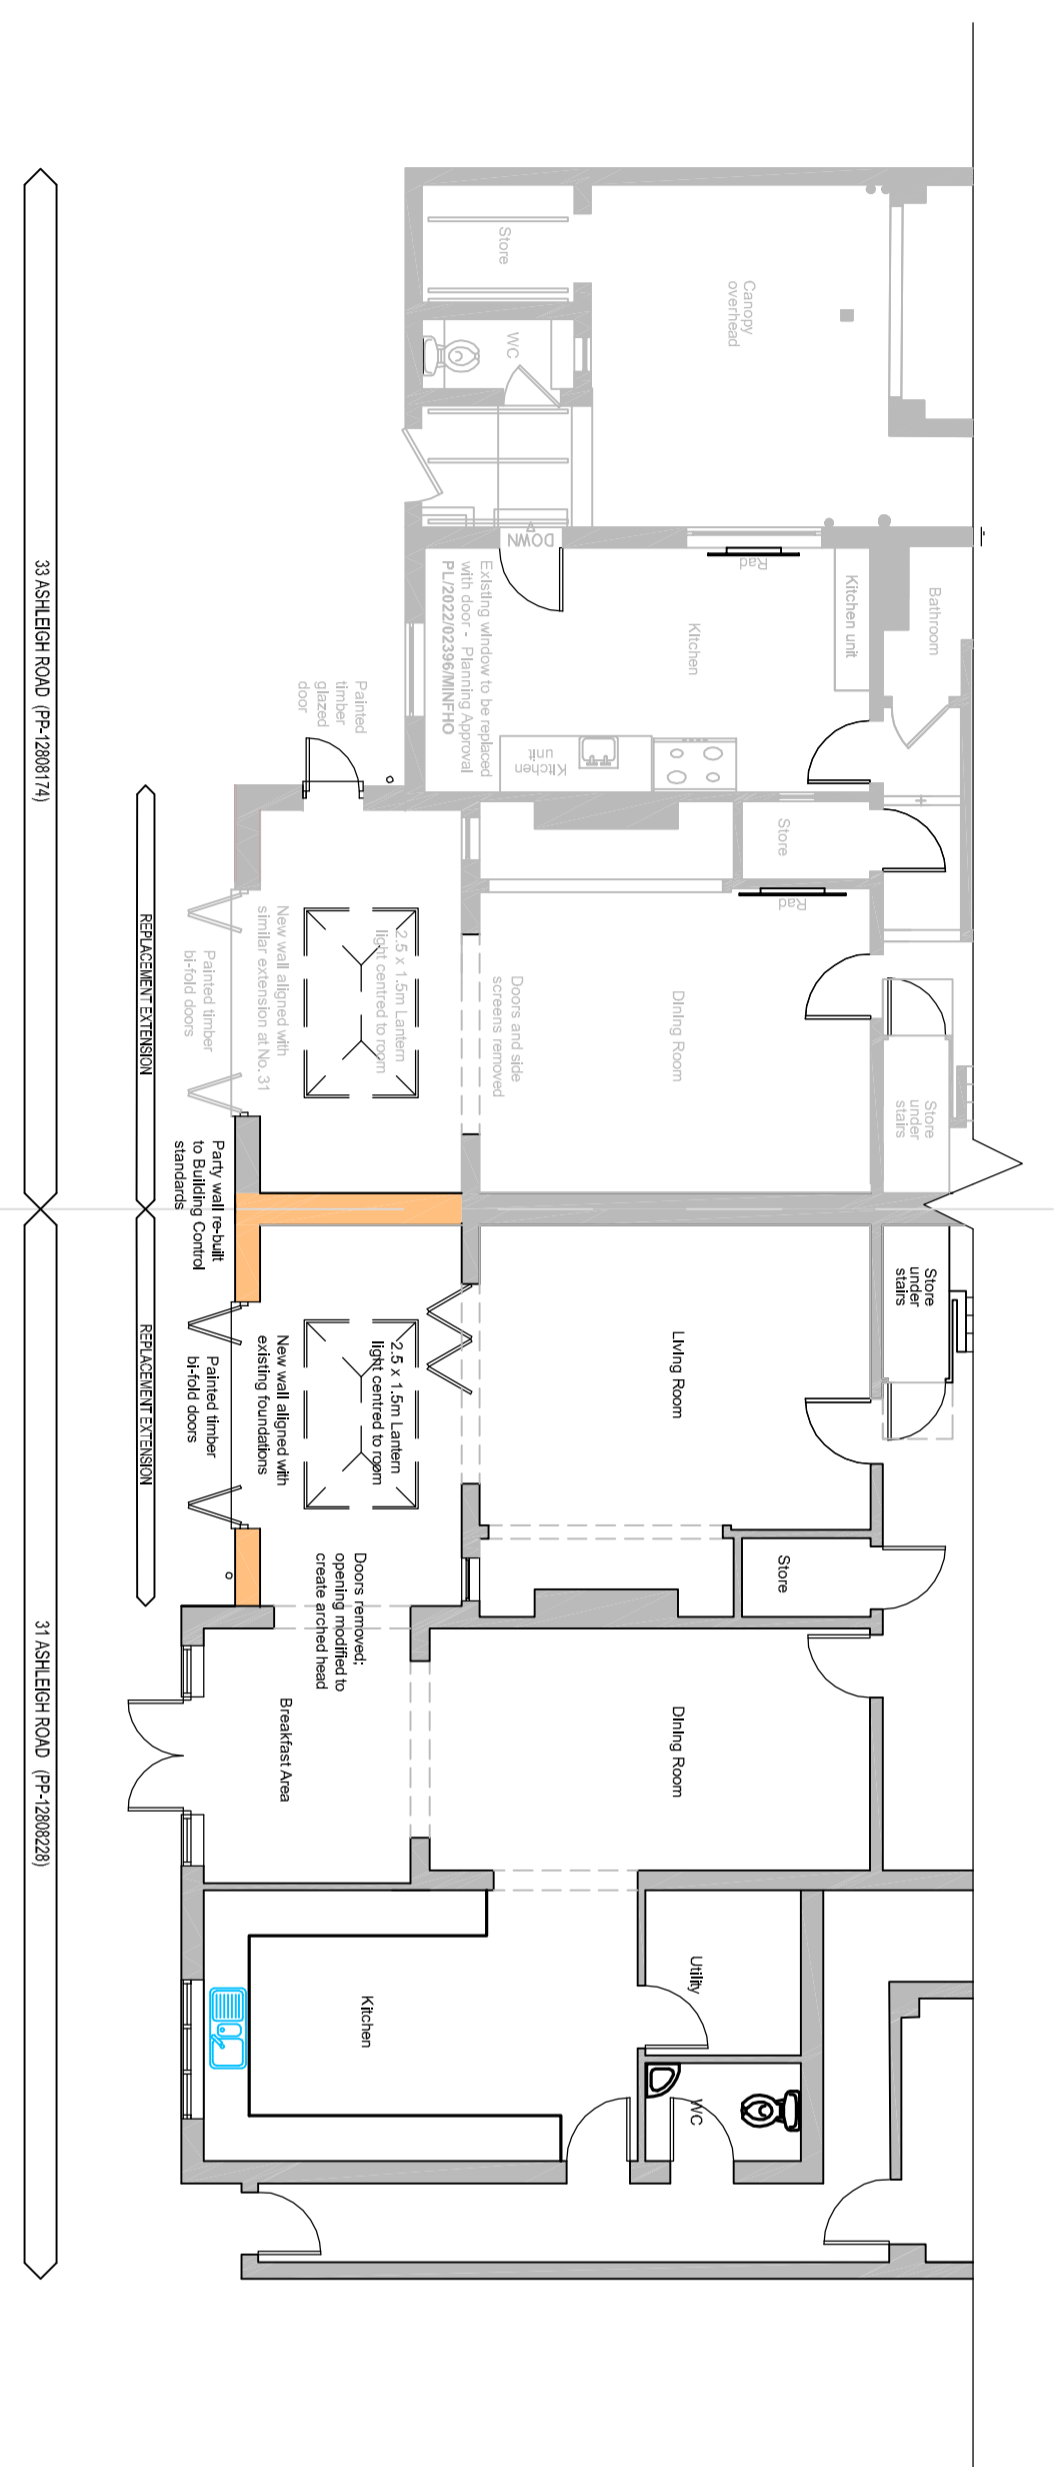 33 ASHLEIGH ROAD (PP-12808174)
31 ASHLEIGH ROAD (PP-12808228)
REPLACEMENT EXTENSION
REPLACEMENT EXTENSION
Store
WC
Canopy
overhead
DOWN
Rad
Kitchen unit
Bathroom
Kitchen
Existing window to be replaced
with door - Planning Approval
PL/2022/02396/MINFHO
Kitchen
unit
Painted
timber
glazed
door
Store
Rad
2.5 x 1.5m Lantern
light centred to room
New wall aligned with
similar extension at No. 31
Painted timber
bi-fold doors
Doors and side
screens removed
Dining Room
Store
under
stairs
Party wall re-built
to Building Control
standards
Store
under
stairs
Living Room
2.5 x 1.5m Lantern
light centred to room
New wall aligned with
existing foundations
Painted timber
bi-fold doors
Store
Doors removed;
opening modified to
create arched head
Dining Room
Breakfast Area
Utility
Kitchen
WC